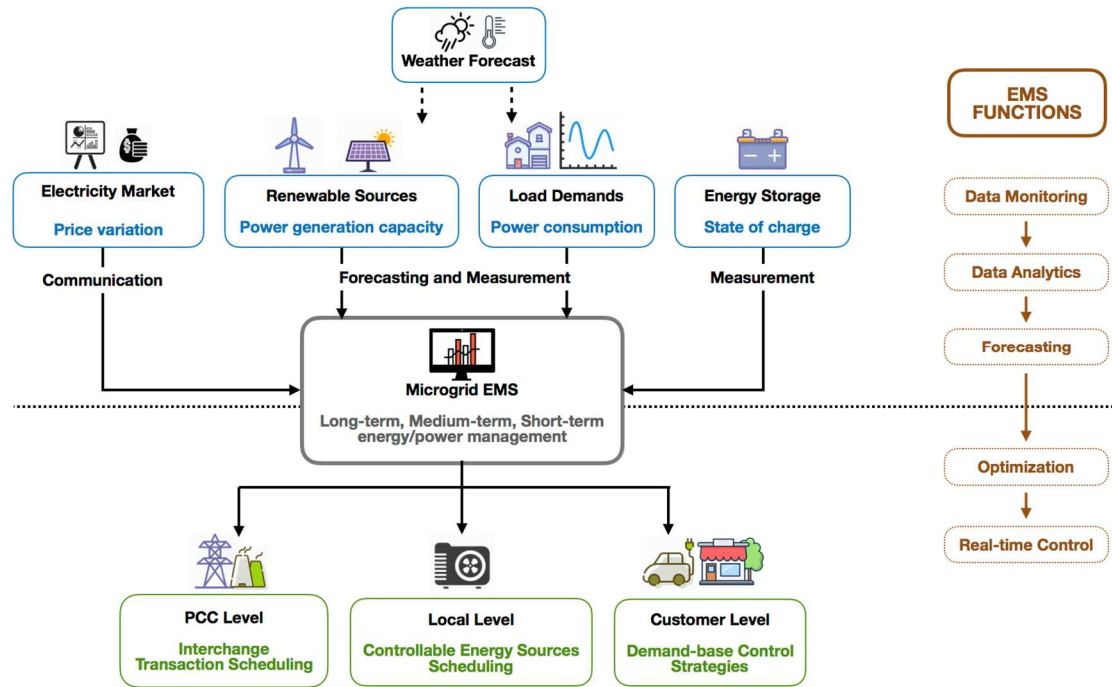 Weather Forecast
EMS
FUNCTIONS
Electricity Market
Price variation
Renewable Sources
Power generation capacity
Load Demands
Power consumption
Energy Storage
State of charge
Data Monitoring
Communication
Forecasting and Measurement
Measurement
Data Analytics
Forecasting
Microgrid EMS
Long-term, Medium-term, Short-term
energy/power management
Optimization
Real-time Control
PCC Level
Interchange
Transaction Scheduling
Local Level
Controllable Energy Sources
Scheduling
Customer Level
Demand-base Control
Strategies